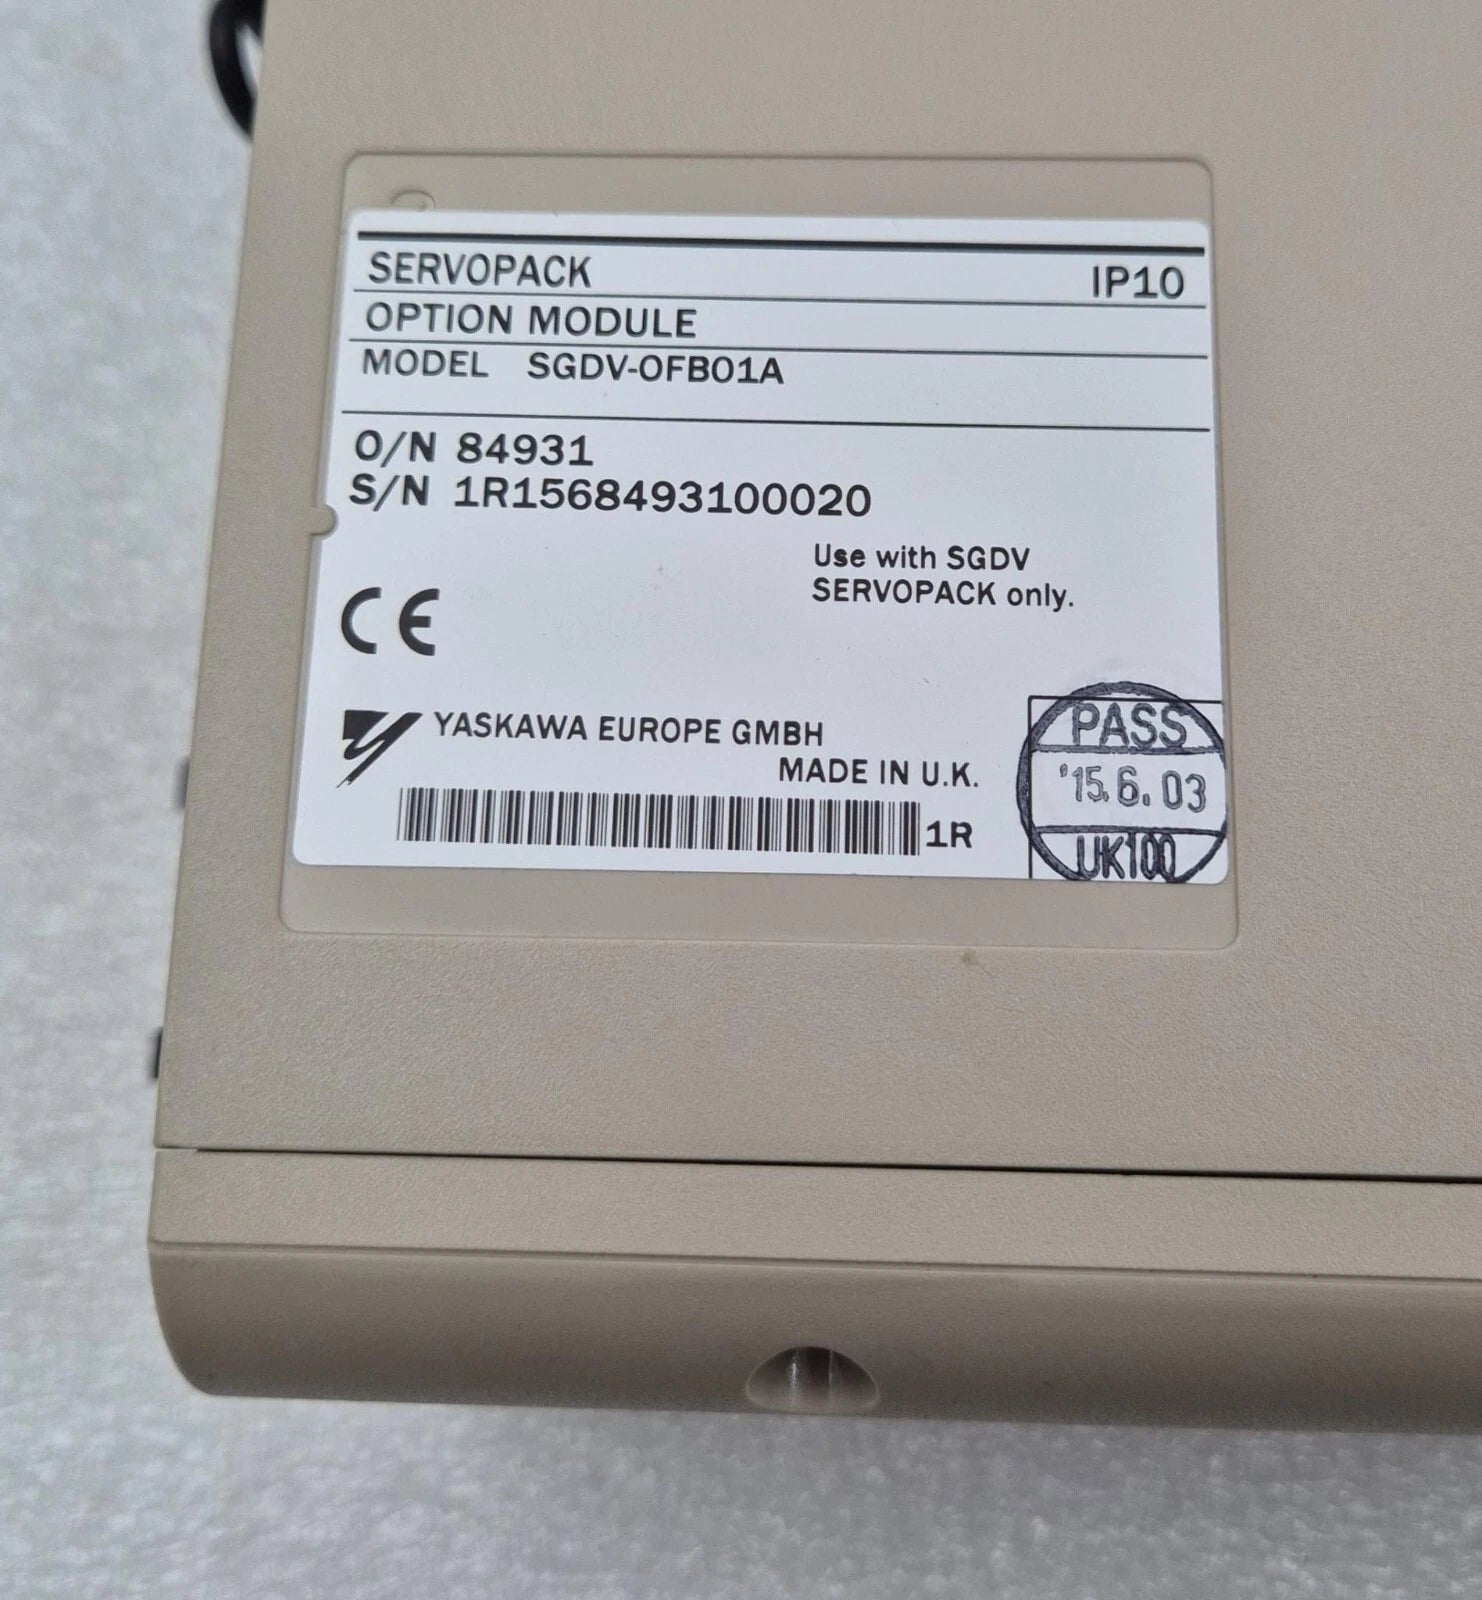 SERVOPACK IP10
OPTION MODULE
MODEL SGDV-OFB01A
O/N 84931
S/N 1R1568493100020
Use with SGDV
SERVOPACK only.
CE
YASKAWA EUROPE GMBH
MADE IN U.K.
1R
PASS
'15.6.03
UK100